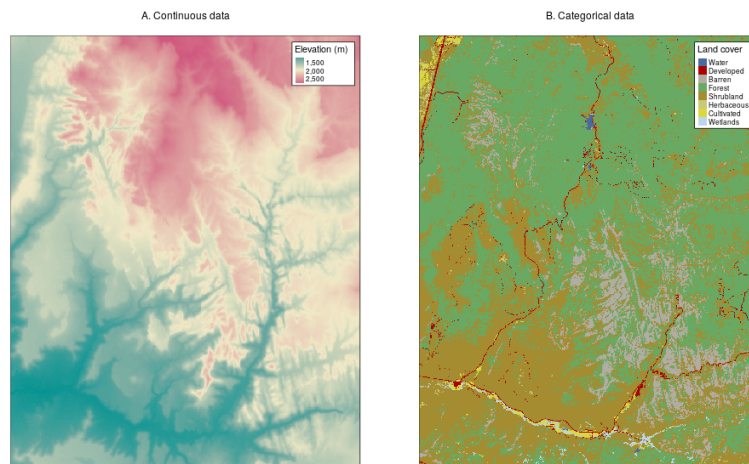 A. Continuous data
B. Categorical data
Elevation (m)
1,500
2,000
2,500
Land cover
Water
Developed
Barren
Forest
Shrubland
Herbaceous
Cultivated
Wetlands